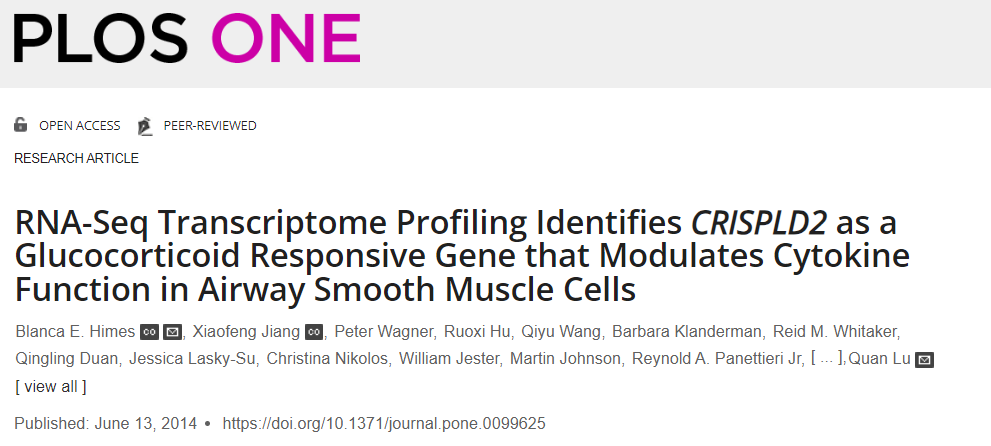 PLOS ONE
OPEN ACCESS PEER-REVIEWED
RESEARCH ARTICLE
RNA-Seq Transcriptome Profiling Identifies CRISPLD2 as a
Glucocorticoid Responsive Gene that Modulates Cytokine
Function in Airway Smooth Muscle Cells
Blanca E. Himes co, Xiaofeng Jiang co, Peter Wagner, Ruoxi Hu, Qiyu Wang, Barbara Klanderman, Reid M. Whitaker,
Qingling Duan, Jessica Lasky-Su, Christina Nikolos, William Jester, Martin Johnson, Reynold A. Panettieri Jr, [ ... ], Quan Lu
[ view all ]
Published: June 13, 2014 • https://doi.org/10.1371/journal.pone.0099625